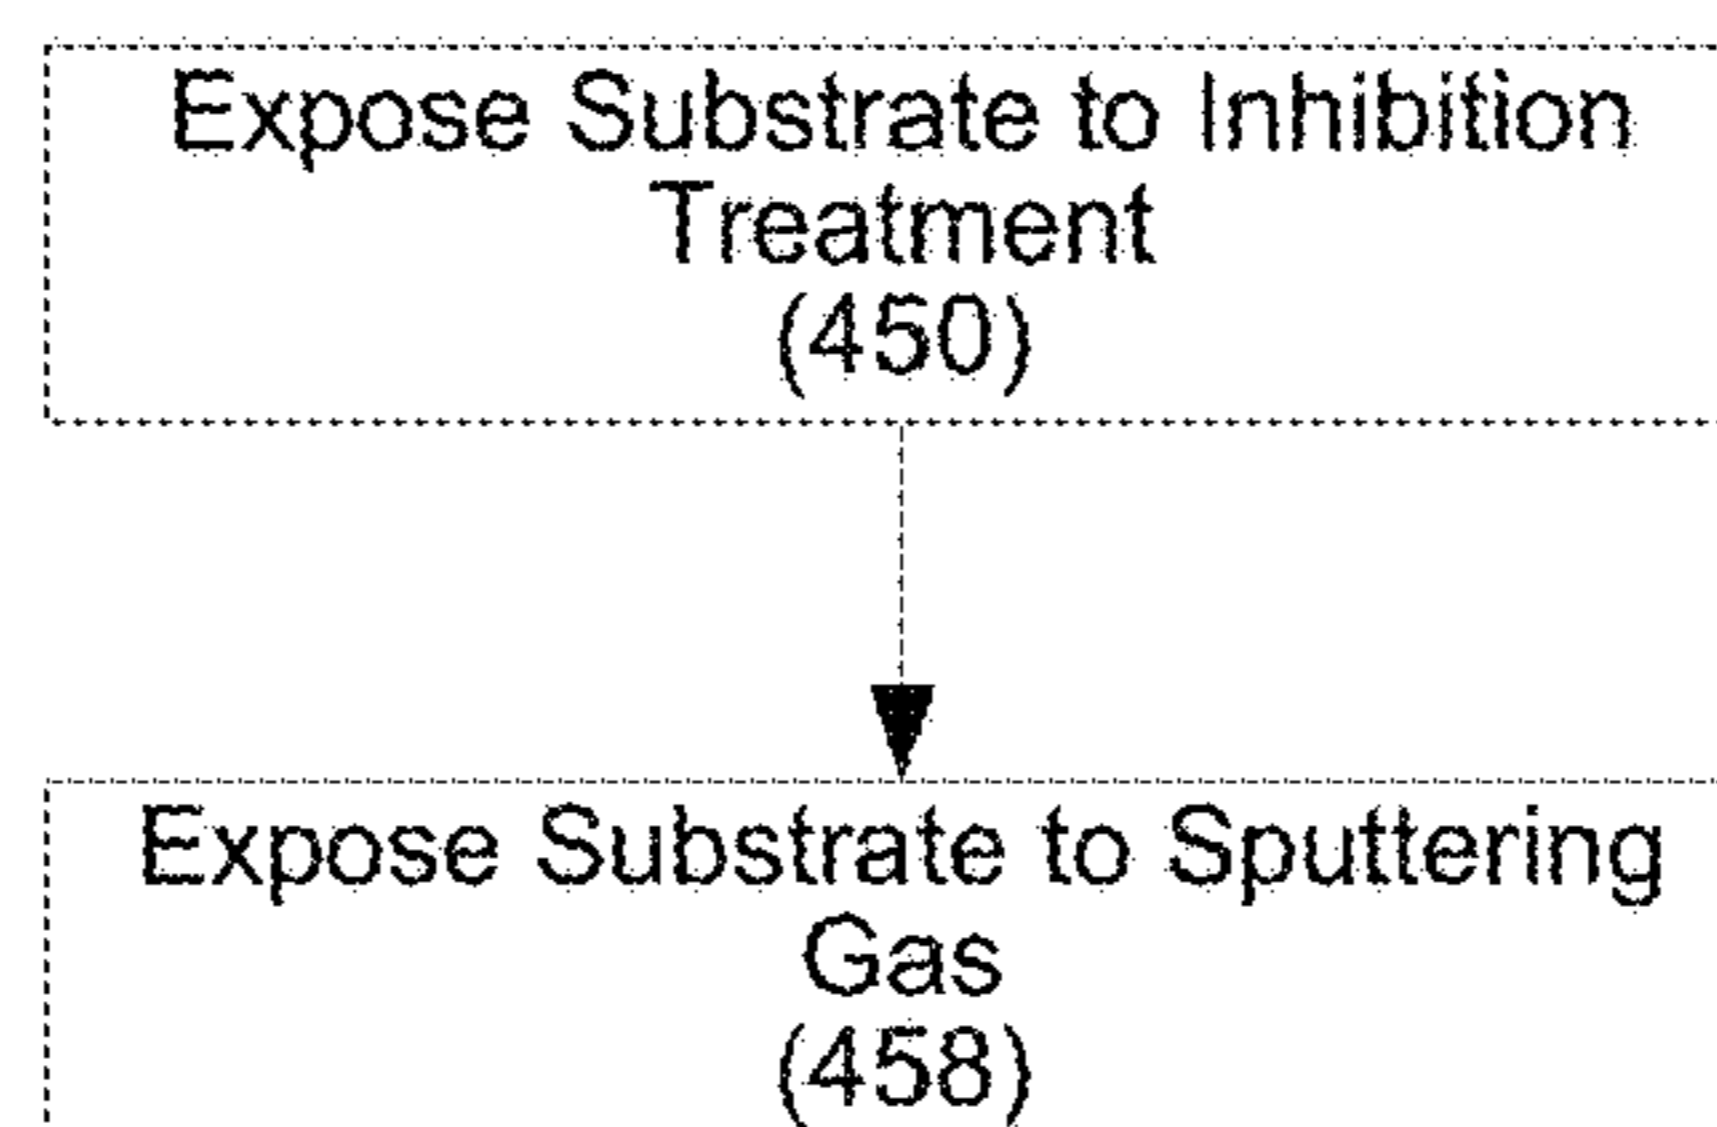 Expose Substrate to Inhibition
Treatment
(450)
Expose Substrate to Sputtering
Gas
(458)